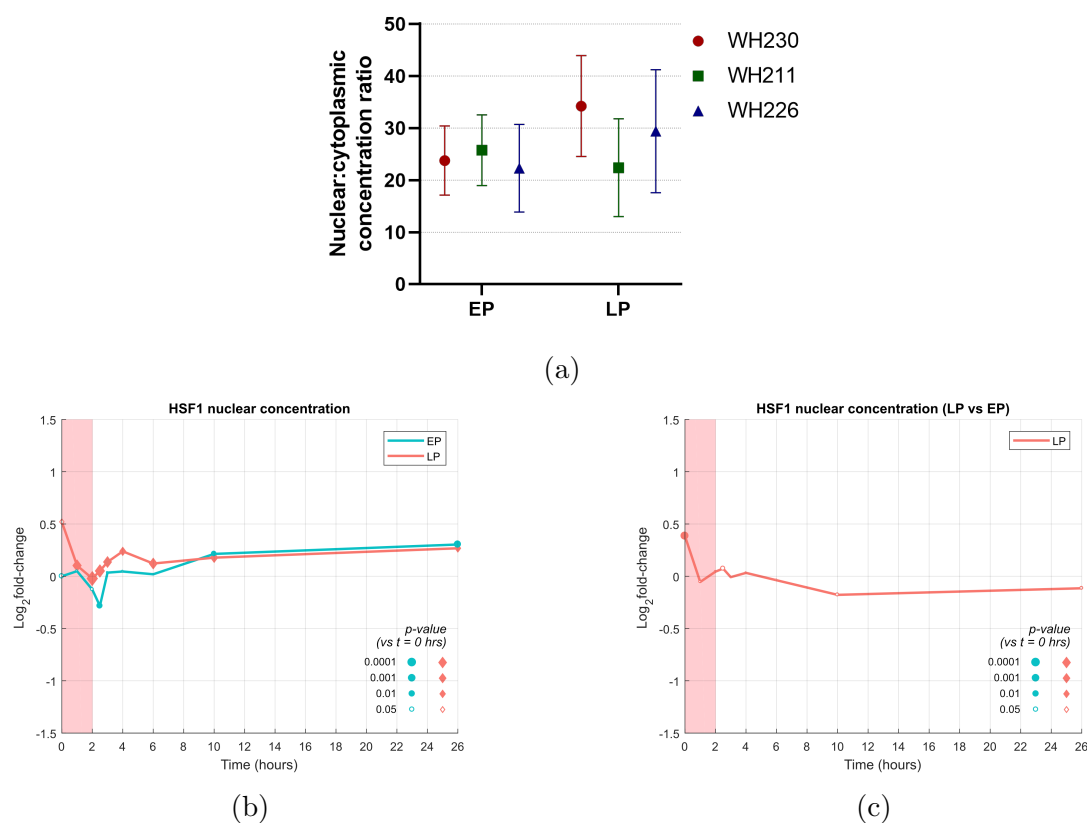 50
40
30
20
10
0
Nuclear:cytoplasmic
concentration ratio
EP
LP
WH230
WH211
WH226
(a)
HSF1 nuclear concentration
1.5
1
0.5
0
-0.5
-1
-1.5
Log2fold-change
EP
LP
p-value
(vs t = 0 hrs)
0.0001
0.001
0.01
0.05
0 2 4 6 8 10 12 14 16 18 20 22 24 26
Time (hours)
(b)
HSF1 nuclear concentration (LP vs EP)
1.5
1
0.5
0
-0.5
-1
-1.5
Log2fold-change
LP
p-value
(vs t = 0 hrs)
0.0001
0.001
0.01
0.05
0 2 4 6 8 10 12 14 16 18 20 22 24 26
Time (hours)
(c)